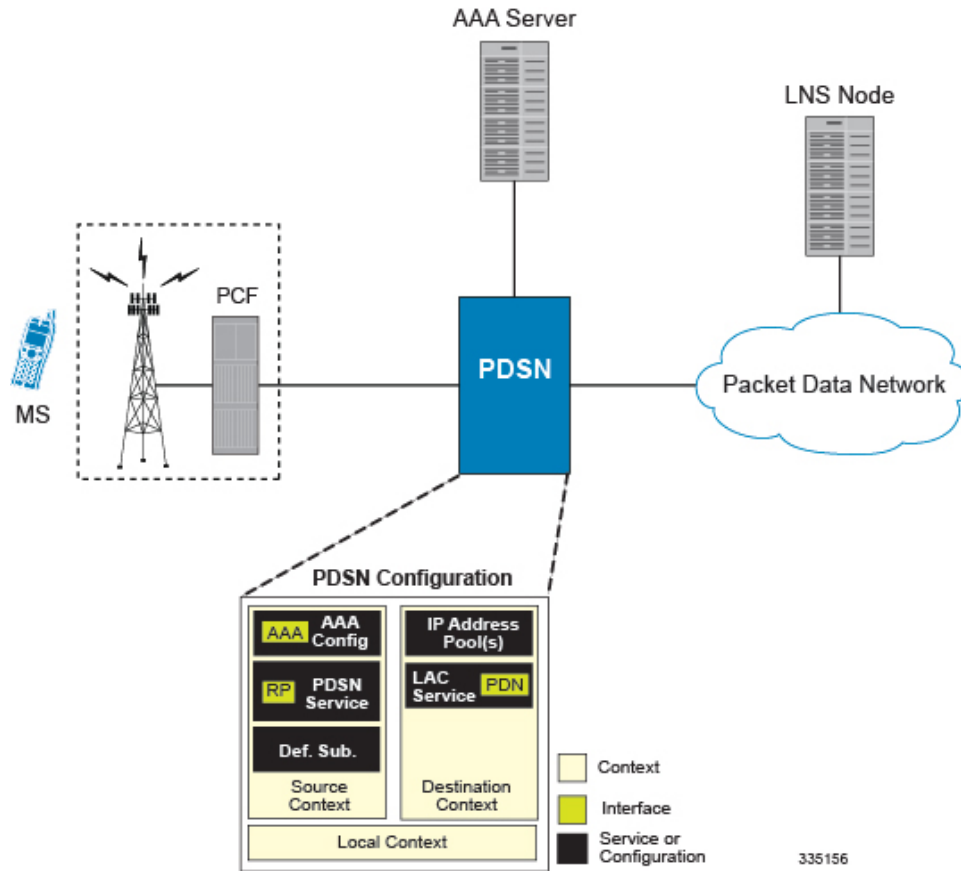 AAA Server
LNS Node
PCF
MS
PDSN
Packet Data Network
PDSN Configuration
AAA
AAA
Config
RP
PDSN
Service
Def. Sub.
Source
Context
IP Address
Pool(s)
LAC
Service
PDN
Destination
Context
Local Context
Context
Interface
Service or
Configuration
335156